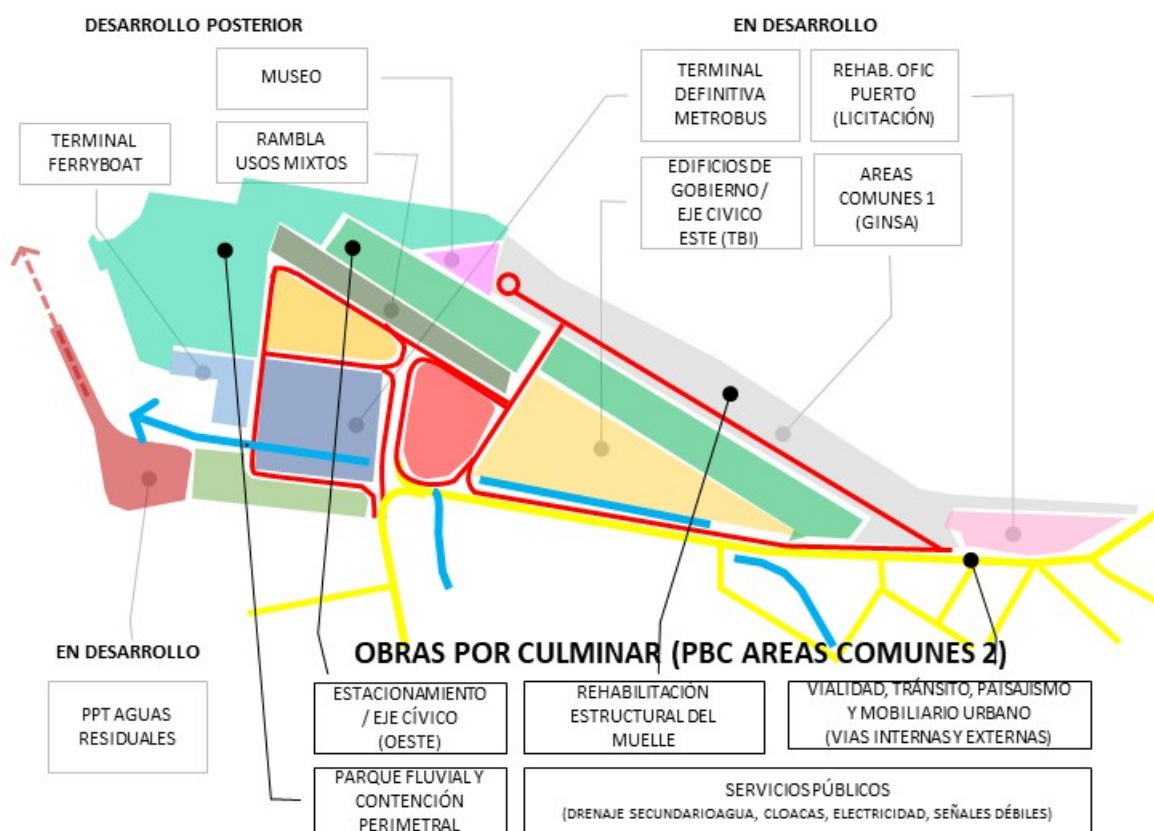 DESARROLLO POSTERIOR
EN DESARROLLO
MUSEO
TERMINAL
DEFINITIVA
METROBUS
REHAB. OFIC
PUERTO
(LICITACIÓN)
TERMINAL
FERRYBOAT
RAMBLA
USOS MIXTOS
EDIFICIOS DE
GOBIERNO /
EJE CIVICO
ESTE (TBI)
AREAS
COMUNES 1
(GINSA)
EN DESARROLLO
PPT AGUAS
RESIDUALES
OBRAS POR CULMINAR (PBC AREAS COMUNES 2)
ESTACIONAMIENTO
/ EJE CÍVICO
(OESTE)
REHABILITACIÓN
ESTRUCTURAL DEL
MUELLE
VIALIDAD, TRÁNSITO, PAISAJISMO
Y MOBILIARIO URBANO
(VIAS INTERNAS Y EXTERNAS)
PARQUE FLUVIAL Y
CONTENCIÓN
PERIMETRAL
SERVICIOS PÚBLICOS
(DRENAJE SECUNDARIOAGUA, CLOACAS, ELECTRICIDAD, SEÑALES DÉBILES)